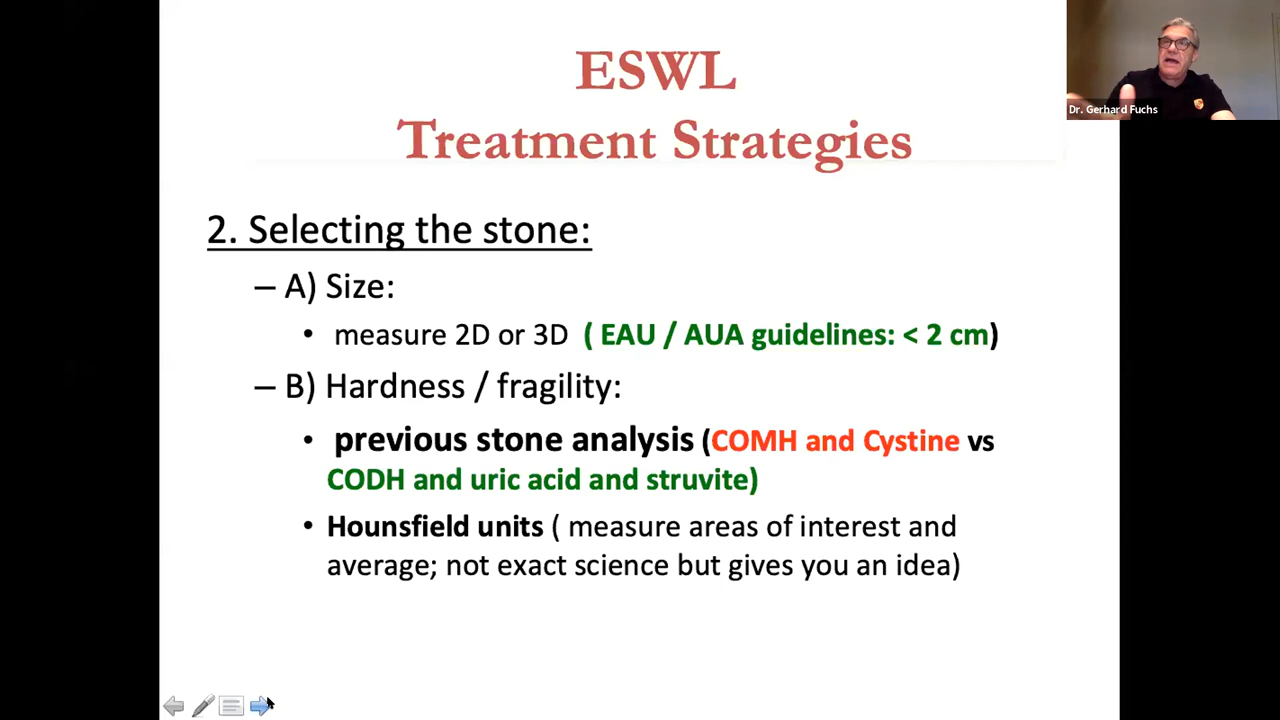 ESWL
Treatment Strategies
Dr. Gerhard Fuchs
2. Selecting the stone:
– A) Size:
• measure 2D or 3D ( EAU / AUA guidelines: < 2 cm)
– B) Hardness / fragility:
• previous stone analysis (COMH and Cystine vs
CODH and uric acid and struvite)
• Hounsfield units ( measure areas of interest and
average; not exact science but gives you an idea)